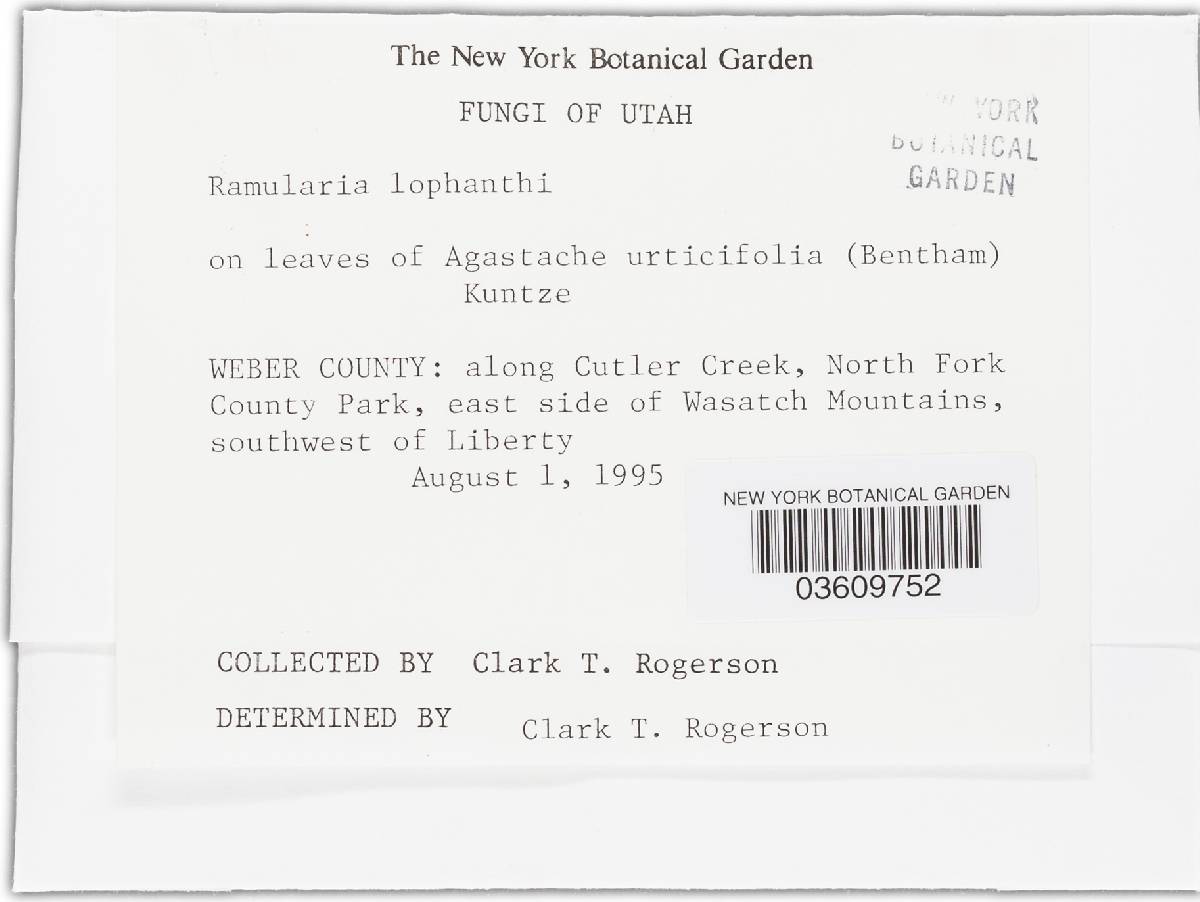 The New York Botanical Garden
FUNGI OF UTAH
YORK
BOTANICAL
GARDEN
Ramularia lophanthi
on leaves of Agastache urticifolia (Bentham)
Kuntze
WEBER COUNTY: along Cutler Creek, North Fork
County Park, east side of Wasatch Mountains,
southwest of Liberty
August 1, 1995
NEW YORK BOTANICAL GARDEN
03609752
COLLECTED BY Clark T. Rogerson
DETERMINED BY Clark T. Rogerson